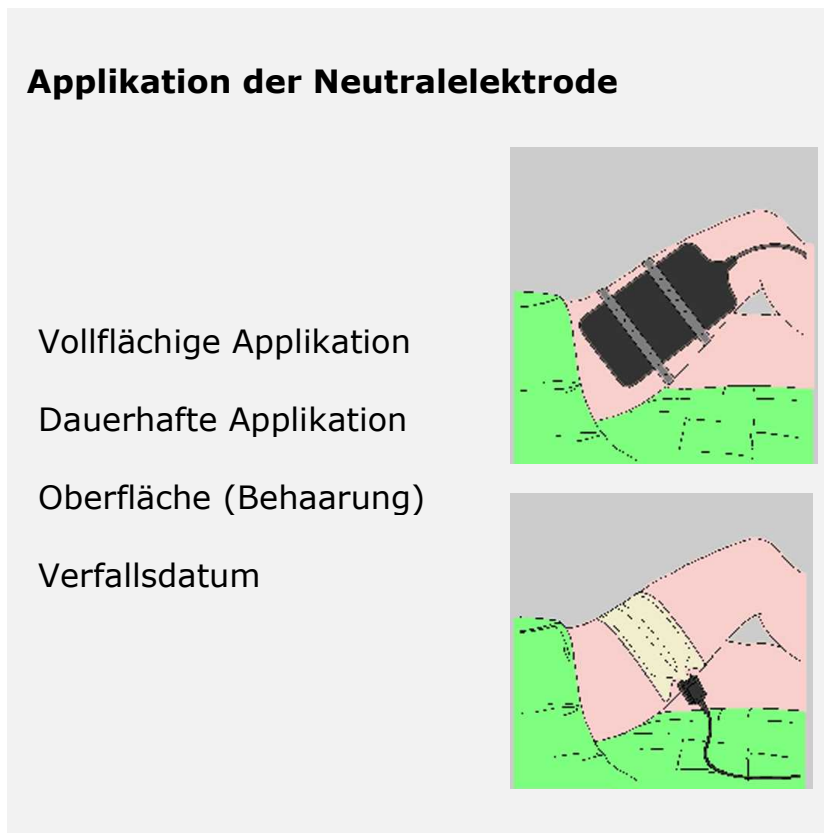 Applikation der Neutralelektrode
Vollflächige Applikation
Dauerhafte Applikation
Oberfläche (Behaarung)
Verfallsdatum